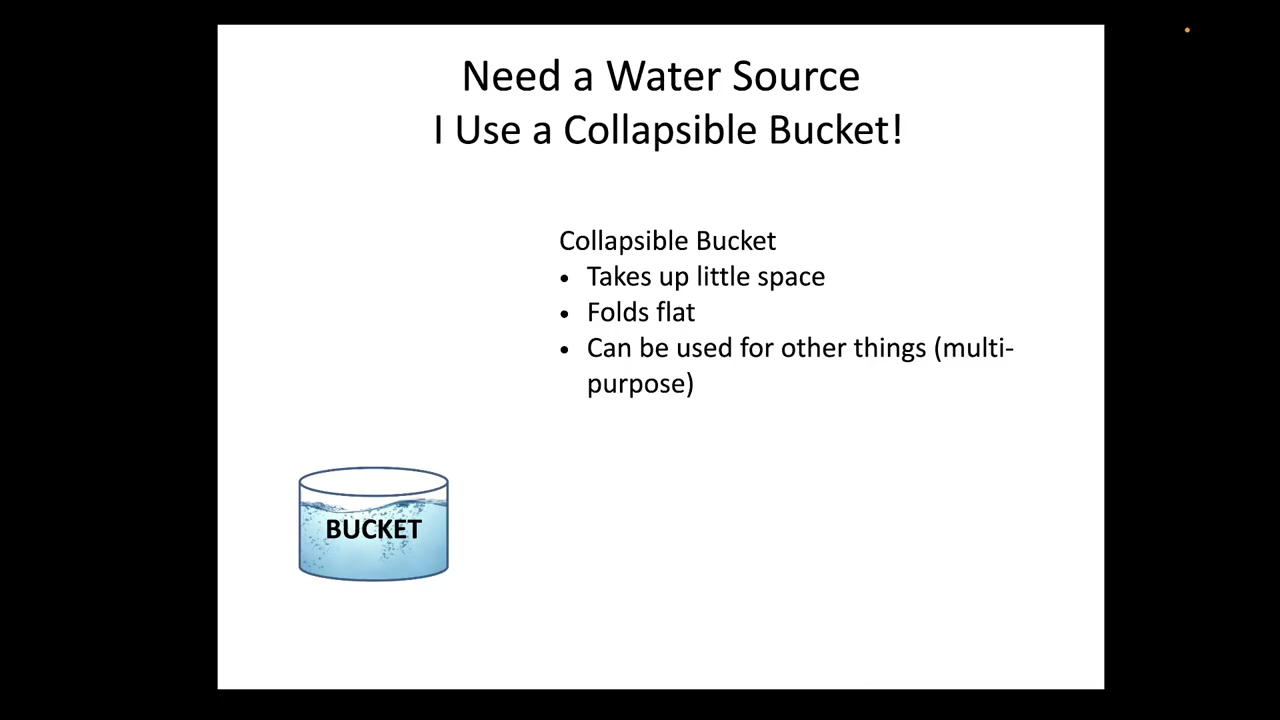 Need a Water Source
I Use a Collapsible Bucket!
Collapsible Bucket
• Takes up little space
• Folds flat
• Can be used for other things (multi-
purpose)
BUCKET